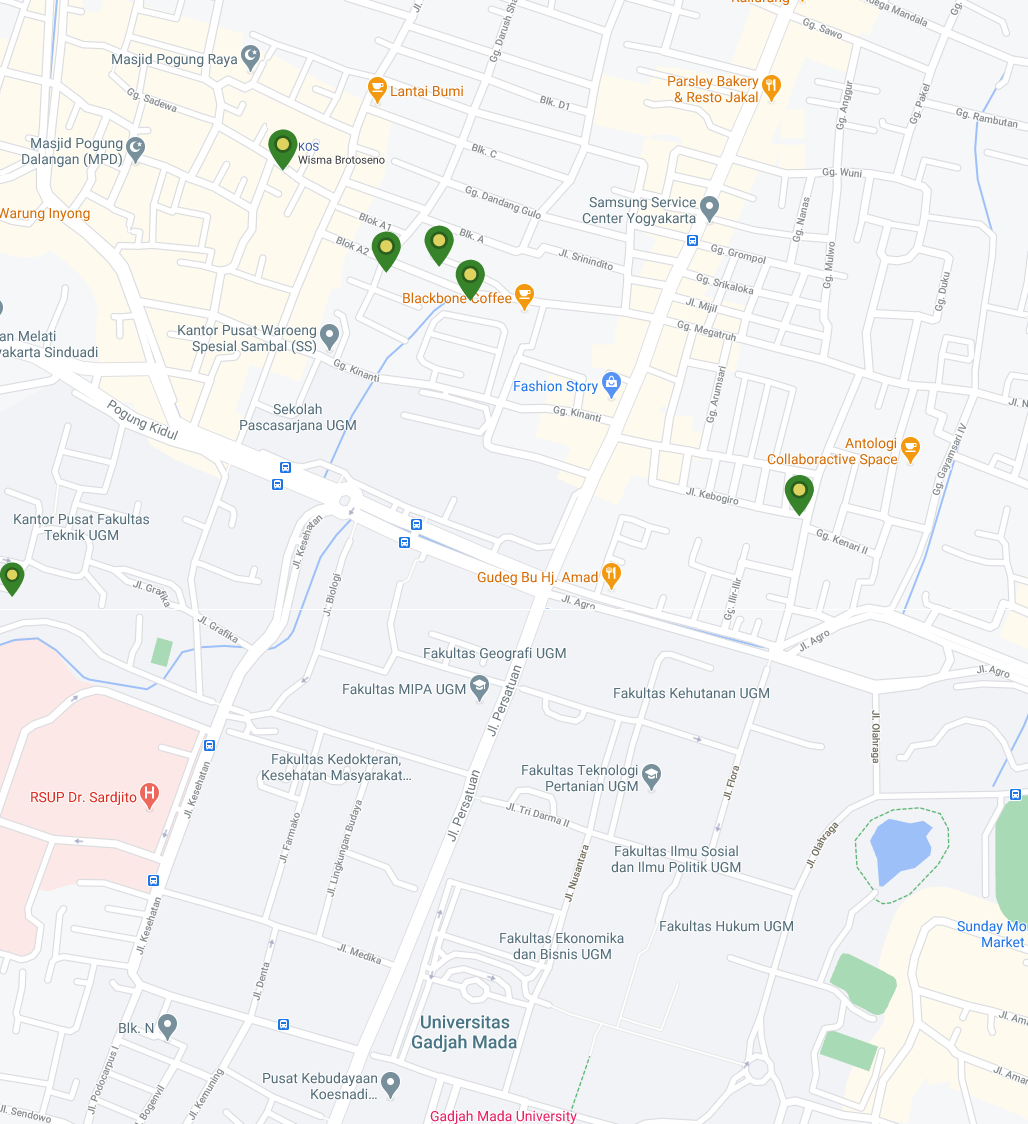 Kaliurang
Gg. Darush Sha
Jl.
Gg. Sawo
dega Mandala
Masjid Pogung Raya
Lantai Bumi
Parsley Bakery
& Resto Jakal
Gg. Sadewa
Blk. D1
Gg. Anggur
Gg. Pakel
Gg. Rambutan
Masjid Pogung
Dalangan (MPD)
KOS
Wisma Brotoseno
Blk. C
Gg. Wuni
Warung Inyong
Gg. Dandang Gulo
Samsung Service
Center Yogyakarta
Gg. Nanas
Blok A1
Blk. A
Blok A2
Jl. Srinindito
Gg. Grompol
Gg. Mulwo
Gg. Srikaloka
Gg. Duku
Blackbone Coffee
Jl. Mijil
Gg. Megatruh
an Melati
yakarta Sinduadi
Kantor Pusat Waroeng
Spesial Sambal (SS)
Gg. Kinanti
Fashion Story
Gg. Arumsari
Jl. N
Pogung Kidul
Sekolah
Pascasarjana UGM
Gg. Kinanti
Antologi
Collaboractive Space
Gg. Gayamsari IV
Jl. Kebogiro
Kantor Pusat Fakultas
Teknik UGM
Jl. Kesehatan
Gg. Kenari II
Gudeg Bu Hj. Amad
Jl. Grafika
Jl. Biologi
Jl. Agro
Gg. Ilir-Ilir
Jl. Grafika
Jl. Agro
Fakultas Geografi UGM
Jl. Agro
Fakultas MIPA UGM
Jl. Persatuan
Fakultas Kehutanan UGM
Jl. Olahraga
Fakultas Kedokteran,
Kesehatan Masyarakat...
Fakultas Teknologi
Pertanian UGM
Jl. Flora
RSUP Dr. Sardjito
Jl. Kesehatan
Jl. Persatuan
Jl. Tri Darma II
Jl. Farmako
Jl. Lingkungan Budaya
Jl. Olahraga
Fakultas Ilmu Sosial
dan Ilmu Politik UGM
Jl. Nusantara
Jl. Kesehatan
Fakultas Hukum UGM
Sunday Mo
Market
Jl. Medika
Fakultas Ekonomika
dan Bisnis UGM
Jl. Denta
Universitas
Gadjah Mada
Blk. N
Jl. Ama
Jl. Podocarpus I
Jl. Kemuning
Pusat Kebudayaan
Koesnadi...
Jl. Aman
Bogenvil
Jl. Sendowo
Gadjah Mada University